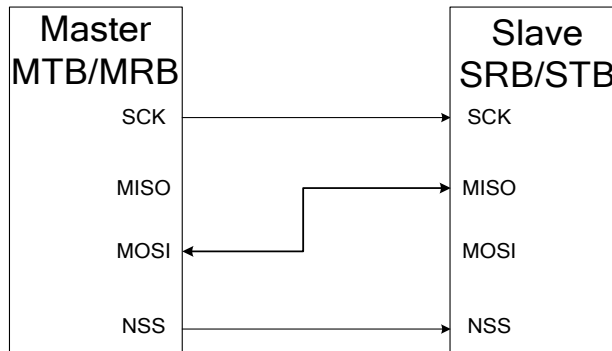 Master
MTB/MRB
SCK
MISO
MOSI
NSS
Slave
SRB/STB
SCK
MISO
MOSI
NSS